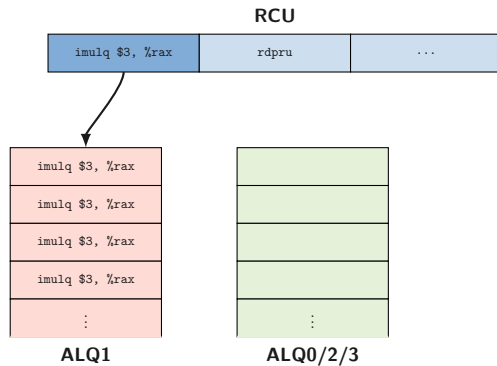 RCU
imulq $3, %rax rdpru ...
imulq $3, %rax
imulq $3, %rax
imulq $3, %rax
imulq $3, %rax
⋮ ⋮
ALQ1 ALQ0/2/3